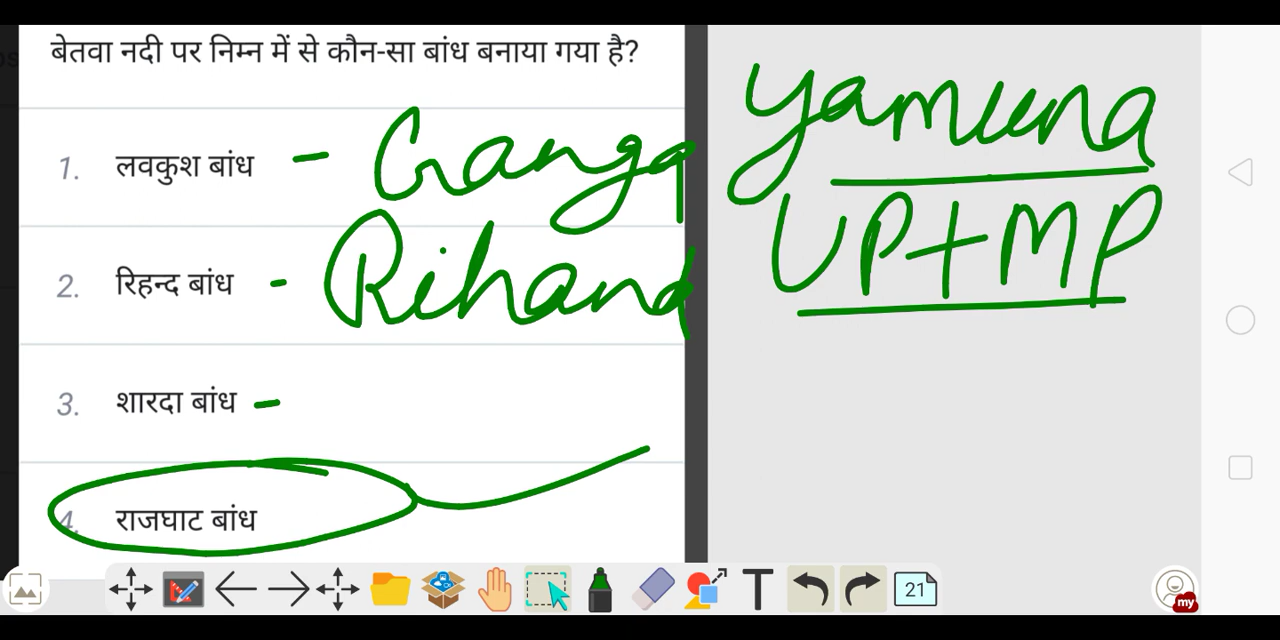 बेतवा नदी पर निम्न में से कौन-सा बांध बनाया गया है?
1. लवकुश बांध - Ganga
2. रिहन्द बांध - Rihand
3. शारदा बांध -
4. राजघाट बांध
Yamuna
UP+MP
T
21
my